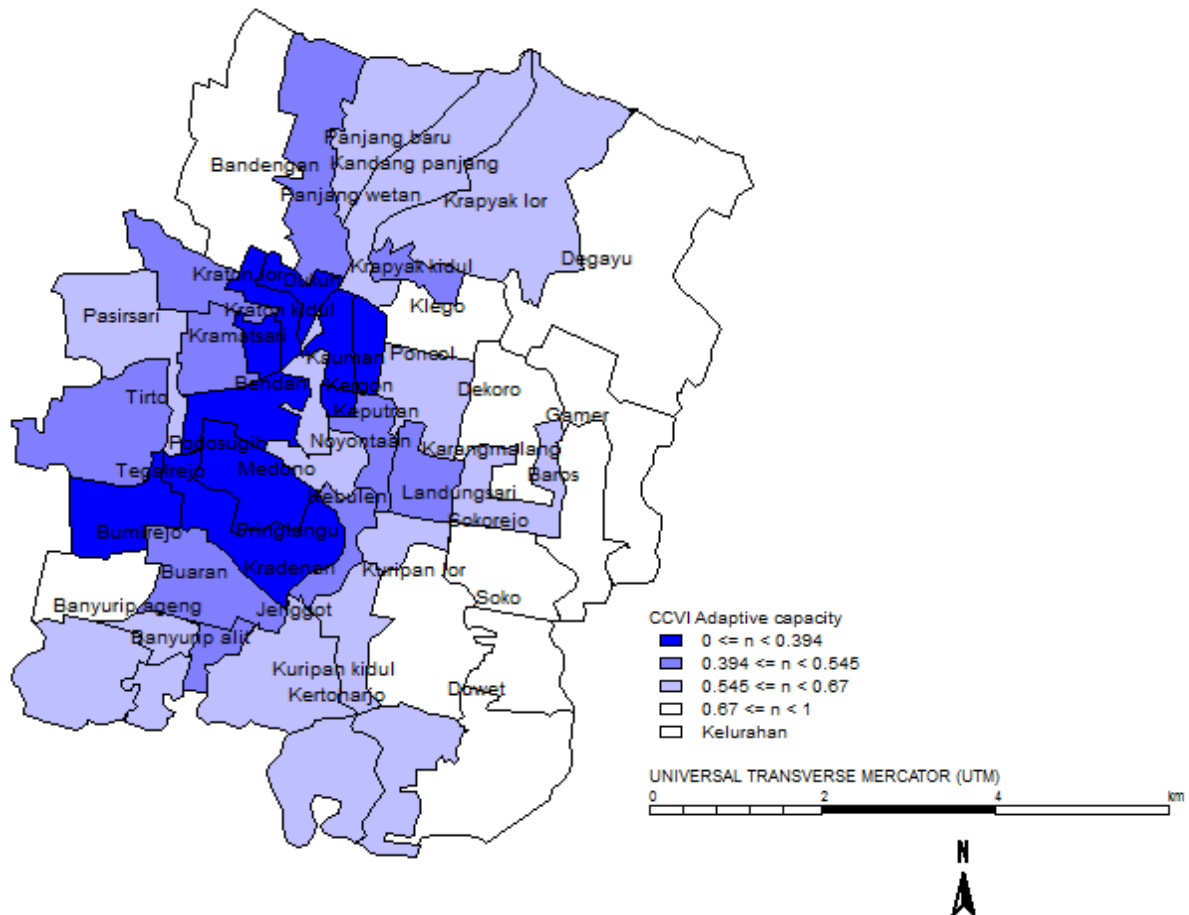 Panjang baru
Bandengan
Kandang panjang
Panjang wetan
Krapyak lor
Degayu
Krapyak kidul
Kraton lor
Dukuh
Klego
Pasirsari
Kraton kidul
Kramatsari
Kauman
Poncol
Bendan
Kergon
Dekoro
Tirto
Keputran
Gamer
Podosugih
Noyontaan
Karangmalang
Tegalrejo
Medono
Baros
Kebulen
Landungsari
Sokorejo
Bumirejo
Pringlangu
Buaran
Kradenan
Kuripan lor
Banyurip ageng
Jenggot
Soko
Banyurip alit
Kuripan kidul
Kertoharjo
Duwet
CCVI Adaptive capacity
0 <= n < 0.394
0.394 <= n < 0.545
0.545 <= n < 0.67
0.67 <= n < 1
Kelurahan
UNIVERSAL TRANSVERSE MERCATOR (UTM)
0 2 4 km
N